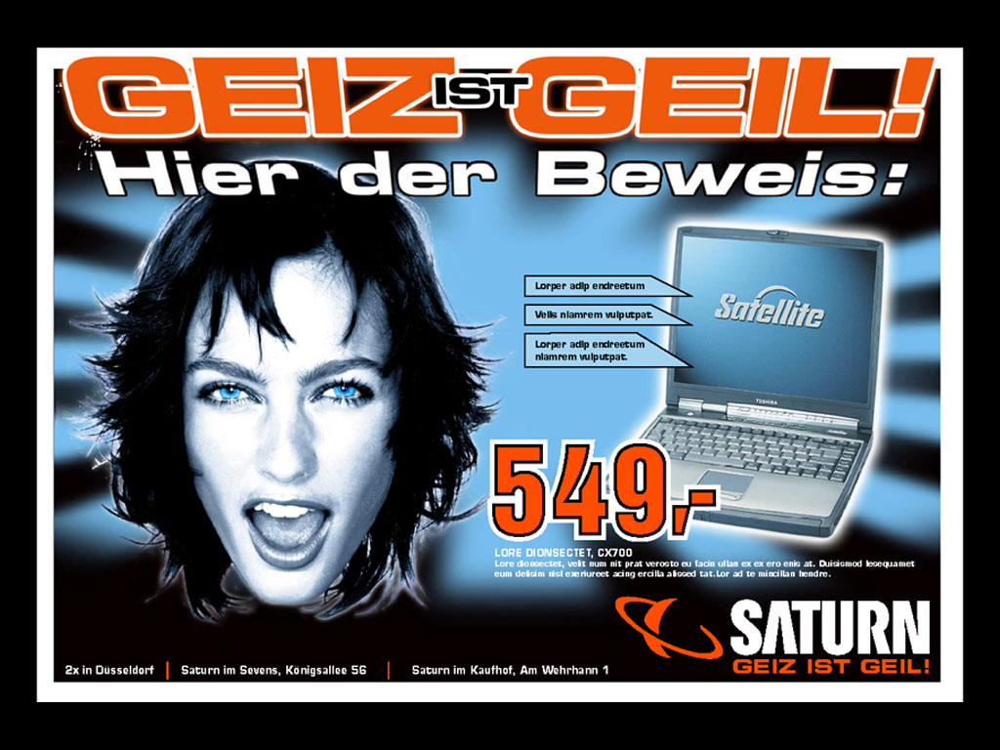 GEIZ IST GEIL!
Hier der Beweis:
Lorper adip endreetum
Velis niamrem vulputpat.
Lorper adip endreetum
niamrem vulputpat.
Satellite
TOSHIBA
549,-
LORE DIONSECTET, CX700
Lore dionsectet, velit num nit prat verosto eu facin ullan ex ex ero enis at. Duisismod lesequamet
eum delisim nisl exeriureet acing ercilla alissed tat.Lor ad te mincillan hendre.
SATURN
GEIZ IST GEIL!
2x in Düsseldorf | Saturn im Sevens, Königsallee 56 | Saturn im Kaufhof, Am Wehrhann 1